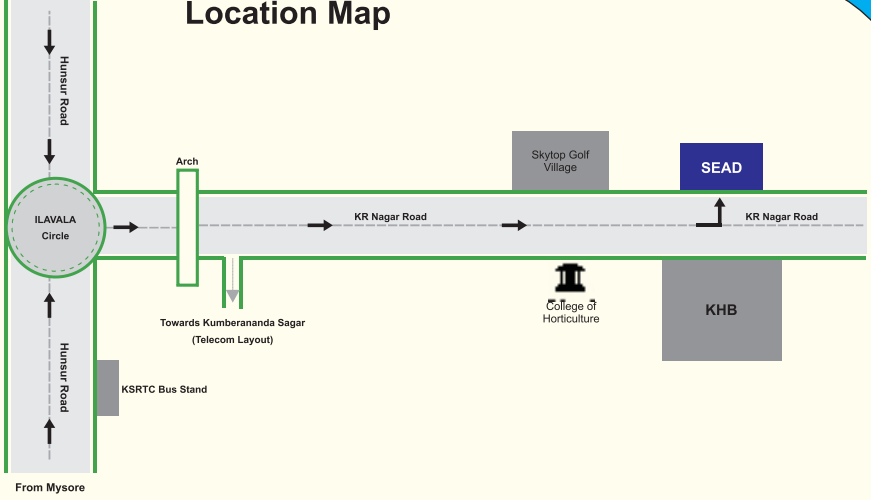 Location Map
Hunsur Road
Arch
Skytop Golf
Village
SEAD
ILAVALA
Circle
KR Nagar Road
KR Nagar Road
College of
Horticulture
KHB
Towards Kumberananda Sagar
(Telecom Layout)
Hunsur Road
KSRTC Bus Stand
From Mysore